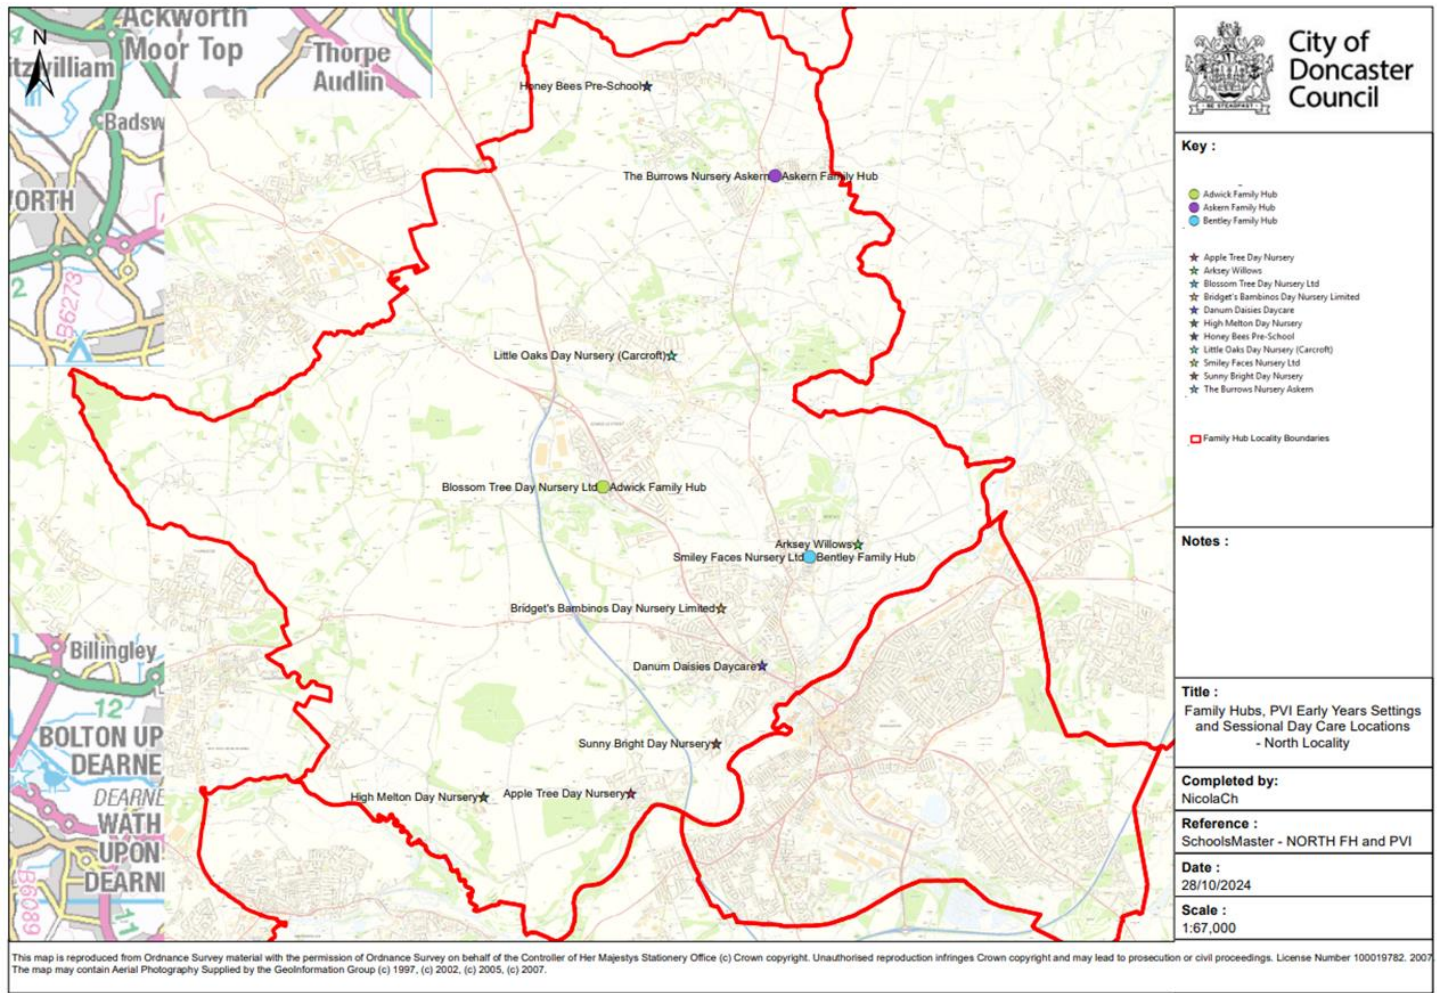 N
Ackworth
Moor Top
Thorpe
Audlin
itzwilliam
Badsw
ORTH
2
B6273
Billingley
12
BOLTON UP
DEARNE
DEARNE
WATH
UPON
DEARN
B6089
11
Honey Bees Pre-School
The Burrows Nursery Askern
Askern Family Hub
Little Oaks Day Nursery (Carcroft)
Blossom Tree Day Nursery Ltd
Adwick Family Hub
Arksey Willows
Smiley Faces Nursery Ltd
Bentley Family Hub
Bridget's Bambinos Day Nursery Limited
Danum Daisies Daycare
Sunny Bright Day Nursery
High Melton Day Nursery
Apple Tree Day Nursery
City of
Doncaster
Council
Key :
Adwick Family Hub
Askern Family Hub
Bentley Family Hub
Apple Tree Day Nursery
Arksey Willows
Blossom Tree Day Nursery Ltd
Bridget's Bambinos Day Nursery Limited
Danum Daisies Daycare
High Melton Day Nursery
Honey Bees Pre-School
Little Oaks Day Nursery (Carcroft)
Smiley Faces Nursery Ltd
Sunny Bright Day Nursery
The Burrows Nursery Askern
Family Hub Locality Boundaries
Notes :
Title :
Family Hubs, PVI Early Years Settings
and Sessional Day Care Locations
- North Locality
Completed by:
NicolaCh
Reference :
SchoolsMaster - NORTH FH and PVI
Date :
28/10/2024
Scale :
1:67,000
This map is reproduced from Ordnance Survey material with the permission of Ordnance Survey on behalf of the Controller of Her Majestys Stationery Office (c) Crown copyright. Unauthorised reproduction infringes Crown copyright and may lead to prosecution or civil proceedings. License Number 100019782. 2007
The map may contain Aerial Photography Supplied by the GeoInformation Group (c) 1997, (c) 2002, (c) 2005, (c) 2007.